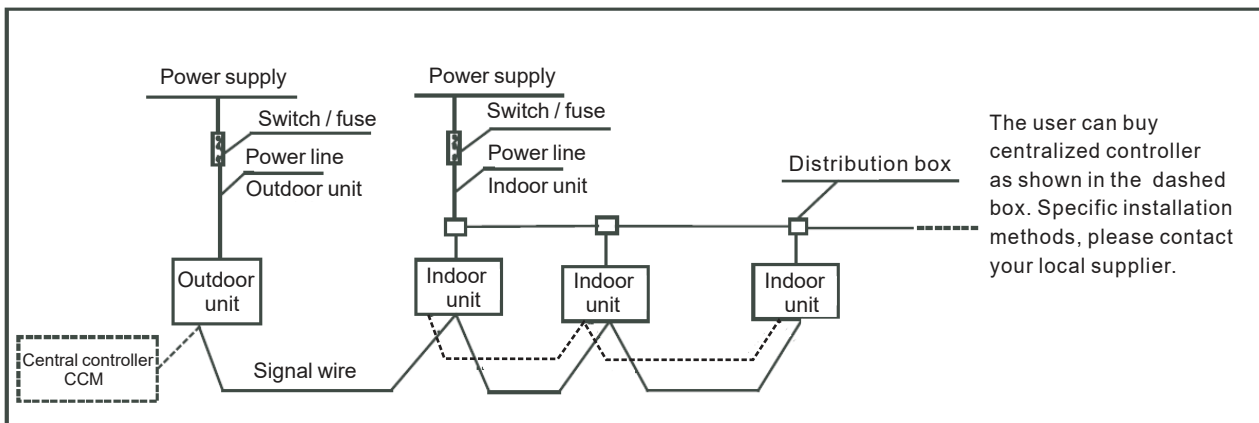 Power supply
Switch / fuse
Power line
Outdoor unit
Power supply
Switch / fuse
Power line
Indoor unit
Distribution box
The user can buy
centralized controller
as shown in the dashed
box. Specific installation
methods, please contact
your local supplier.
Outdoor
unit
Indoor
unit
Indoor
unit
Indoor
unit
Central controller
CCM
Signal wire